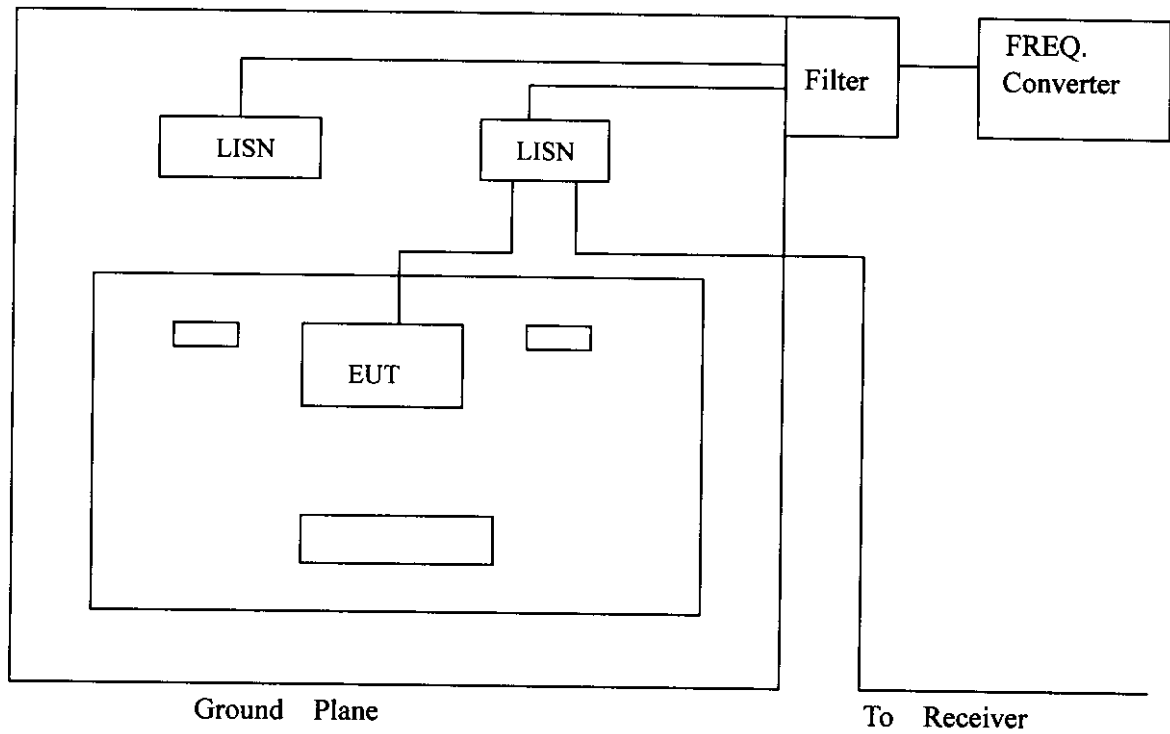 FREQ.
Converter
Filter
LISN
LISN
EUT
Ground Plane
To Receiver